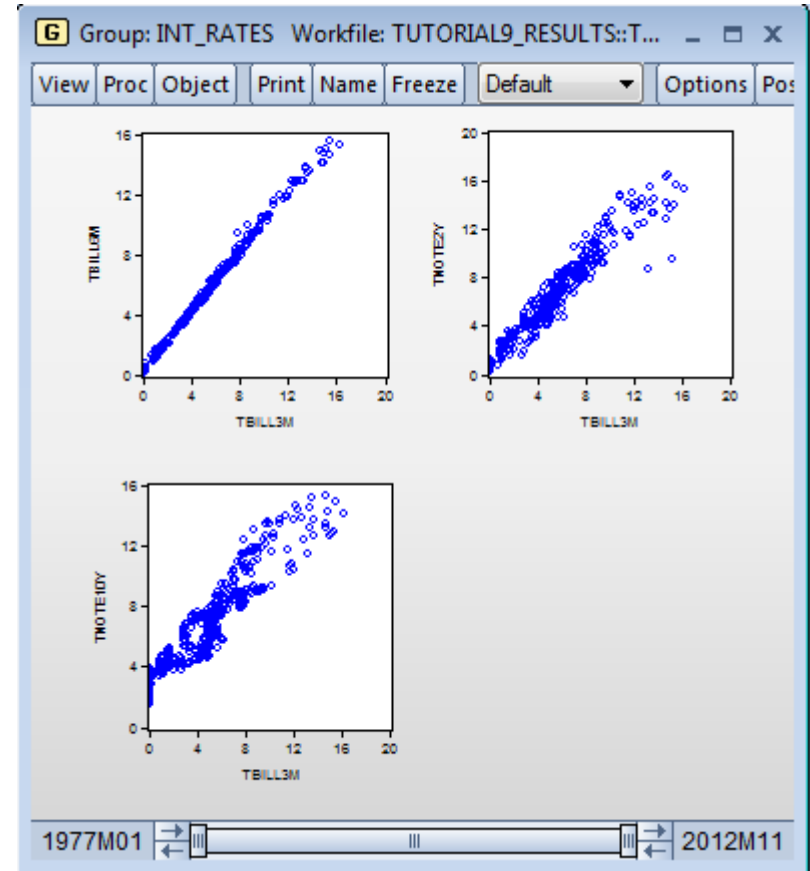 G Group: INT_RATES Workfile: TUTORIAL9_RESULTS::T...
View Proc Object Print Name Freeze Default Options Pos
16
12
8
4
0
TBILL6M
0 4 8 12 16 20
TBILL3M
20
16
12
8
4
0
TNOTE2Y
0 4 8 12 16 20
TBILL3M
16
12
8
4
0
TNOTE10Y
0 4 8 12 16 20
TBILL3M
1977M01 2012M11